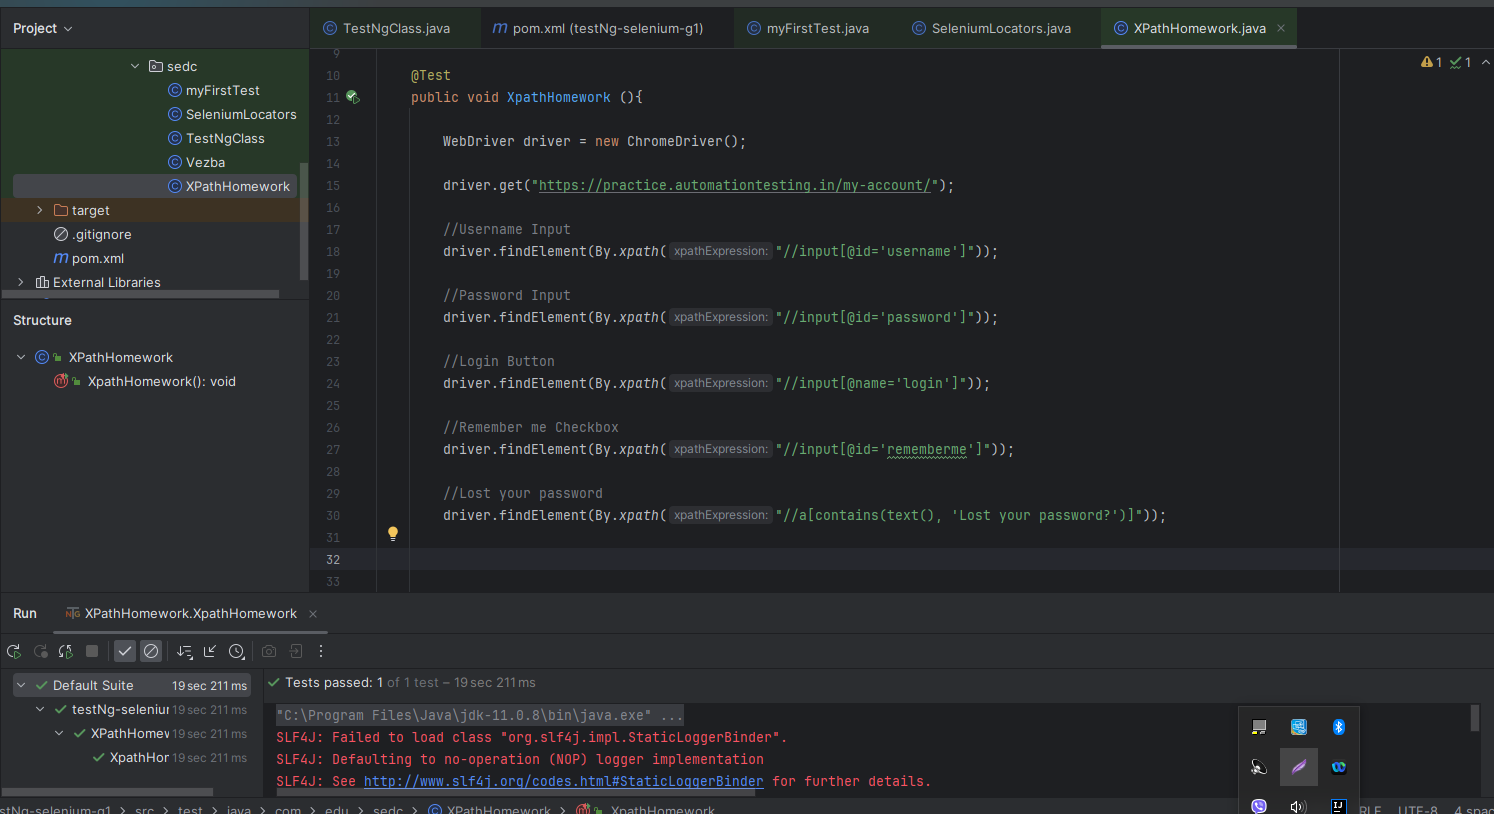 Project
TestNgClass.java
pom.xml (testNg-selenium-g1)
myFirstTest.java
SeleniumLocators.java
XPathHomework.java
sedc
myFirstTest
SeleniumLocators
TestNgClass
Vezba
XPathHomework
target
.gitignore
pom.xml
External Libraries
Structure
XPathHomework
XpathHomework(): void
1 1
9
10 @Test
11 public void XpathHomework (){
12
13 WebDriver driver = new ChromeDriver();
14
15 driver.get("https://practice.automationtesting.in/my-account/");
16
17 //Username Input
18 driver.findElement(By.xpath( xpathExpression: "//input[@id='username']"));
19
20 //Password Input
21 driver.findElement(By.xpath( xpathExpression: "//input[@id='password']"));
22
23 //Login Button
24 driver.findElement(By.xpath( xpathExpression: "//input[@name='login']"));
25
26 //Remember me Checkbox
27 driver.findElement(By.xpath( xpathExpression: "//input[@id='rememberme']"));
28
29 //Lost your password
30 driver.findElement(By.xpath( xpathExpression: "//a[contains(text(), 'Lost your password?')]"));
31
32
33
Run
XPathHomework.XpathHomework
Default Suite 19 sec 211 ms
testNg-seleniur 19 sec 211 ms
XPathHomew 19 sec 211 ms
XpathHor 19 sec 211 ms
Tests passed: 1 of 1 test – 19 sec 211 ms
"C:\Program Files\Java\jdk-11.0.8\bin\java.exe" ...
SLF4J: Failed to load class "org.slf4j.impl.StaticLoggerBinder".
SLF4J: Defaulting to no-operation (NOP) logger implementation
SLF4J: See http://www.slf4j.org/codes.html#StaticLoggerBinder for further details.
stNg-selenium-g1 > src > test > java > com > edu > sedc > XPathHomework > XpathHomework
RLF UTF-8 4 spac